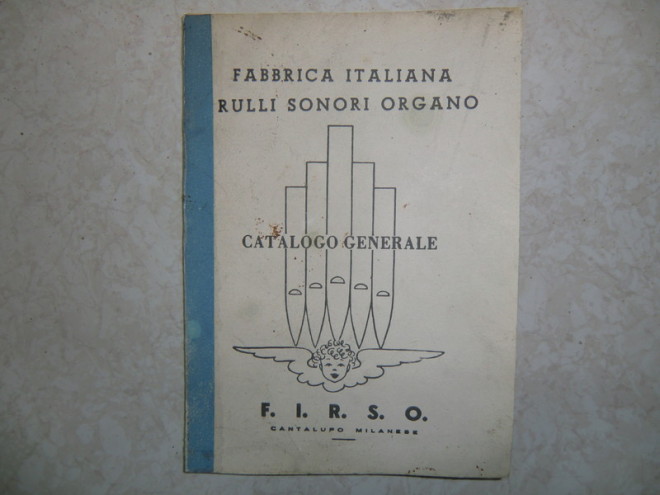 FABBRICA ITALIANA
RULLI SONORI ORGANO
CATALOGO GENERALE
F. I. R. S. O.
CANTALUPO MILANESE